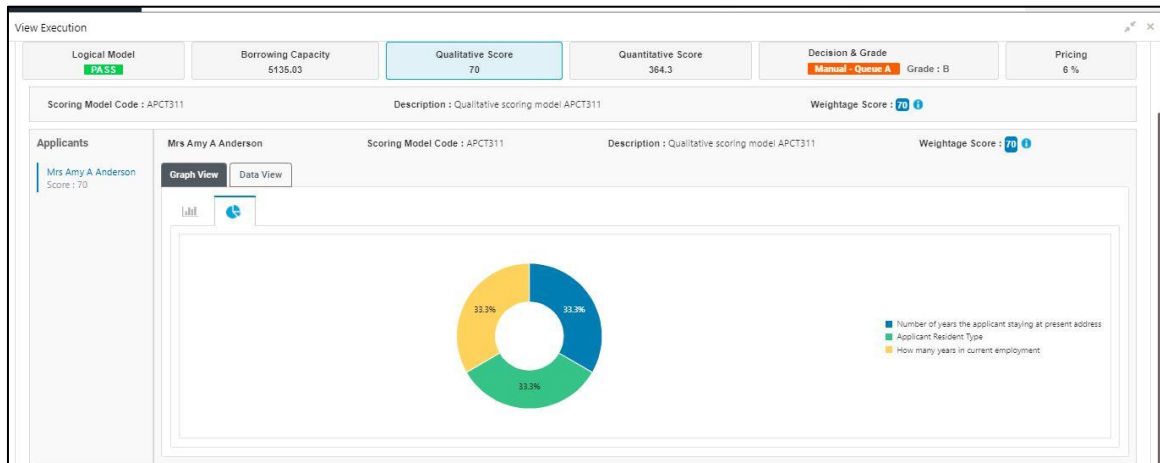 View Execution
Logical Model
PASS
Borrowing Capacity
5135.03
Qualitative Score
70
Quantitative Score
364.3
Decision & Grade
Manual - Queue A Grade : B
Pricing
6 %
Scoring Model Code : APCT311 Description : Qualitative scoring model APCT311 Weightage Score : 70
Applicants
Mrs Amy A Anderson
Score : 70
Mrs Amy A Anderson Scoring Model Code : APCT311 Description : Qualitative scoring model APCT311 Weightage Score : 70
Graph View Data View
33.3% 33.3%
33.3%
Number of years the applicant staying at present address
Applicant Resident Type
How many years in current employment